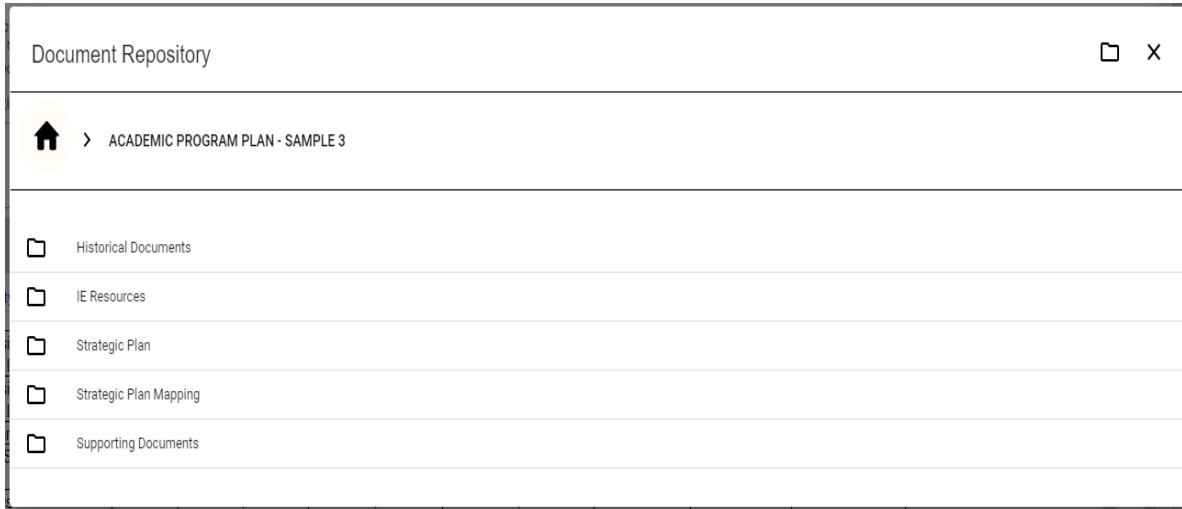 Document Repository
ACADEMIC PROGRAM PLAN - SAMPLE 3
Historical Documents
IE Resources
Strategic Plan
Strategic Plan Mapping
Supporting Documents